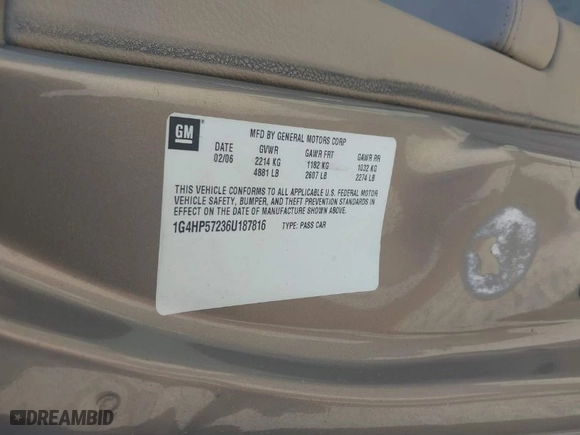 GM
MFD BY GENERAL MOTORS CORP
DATE GVWR GAWR FRT GAWR RR
02/06 2214 KG 1182 KG 1032 KG
4881 LB 2607 LB 2274 LB
THIS VEHICLE CONFORMS TO ALL APPLICABLE U.S. FEDERAL MOTOR
VEHICLE SAFETY, BUMPER, AND THEFT PREVENTION STANDARDS IN
EFFECT ON THE DATE OF MANUFACTURE SHOWN ABOVE.
1G4HP57236U187816 TYPE: PASS CAR
DREAMBID